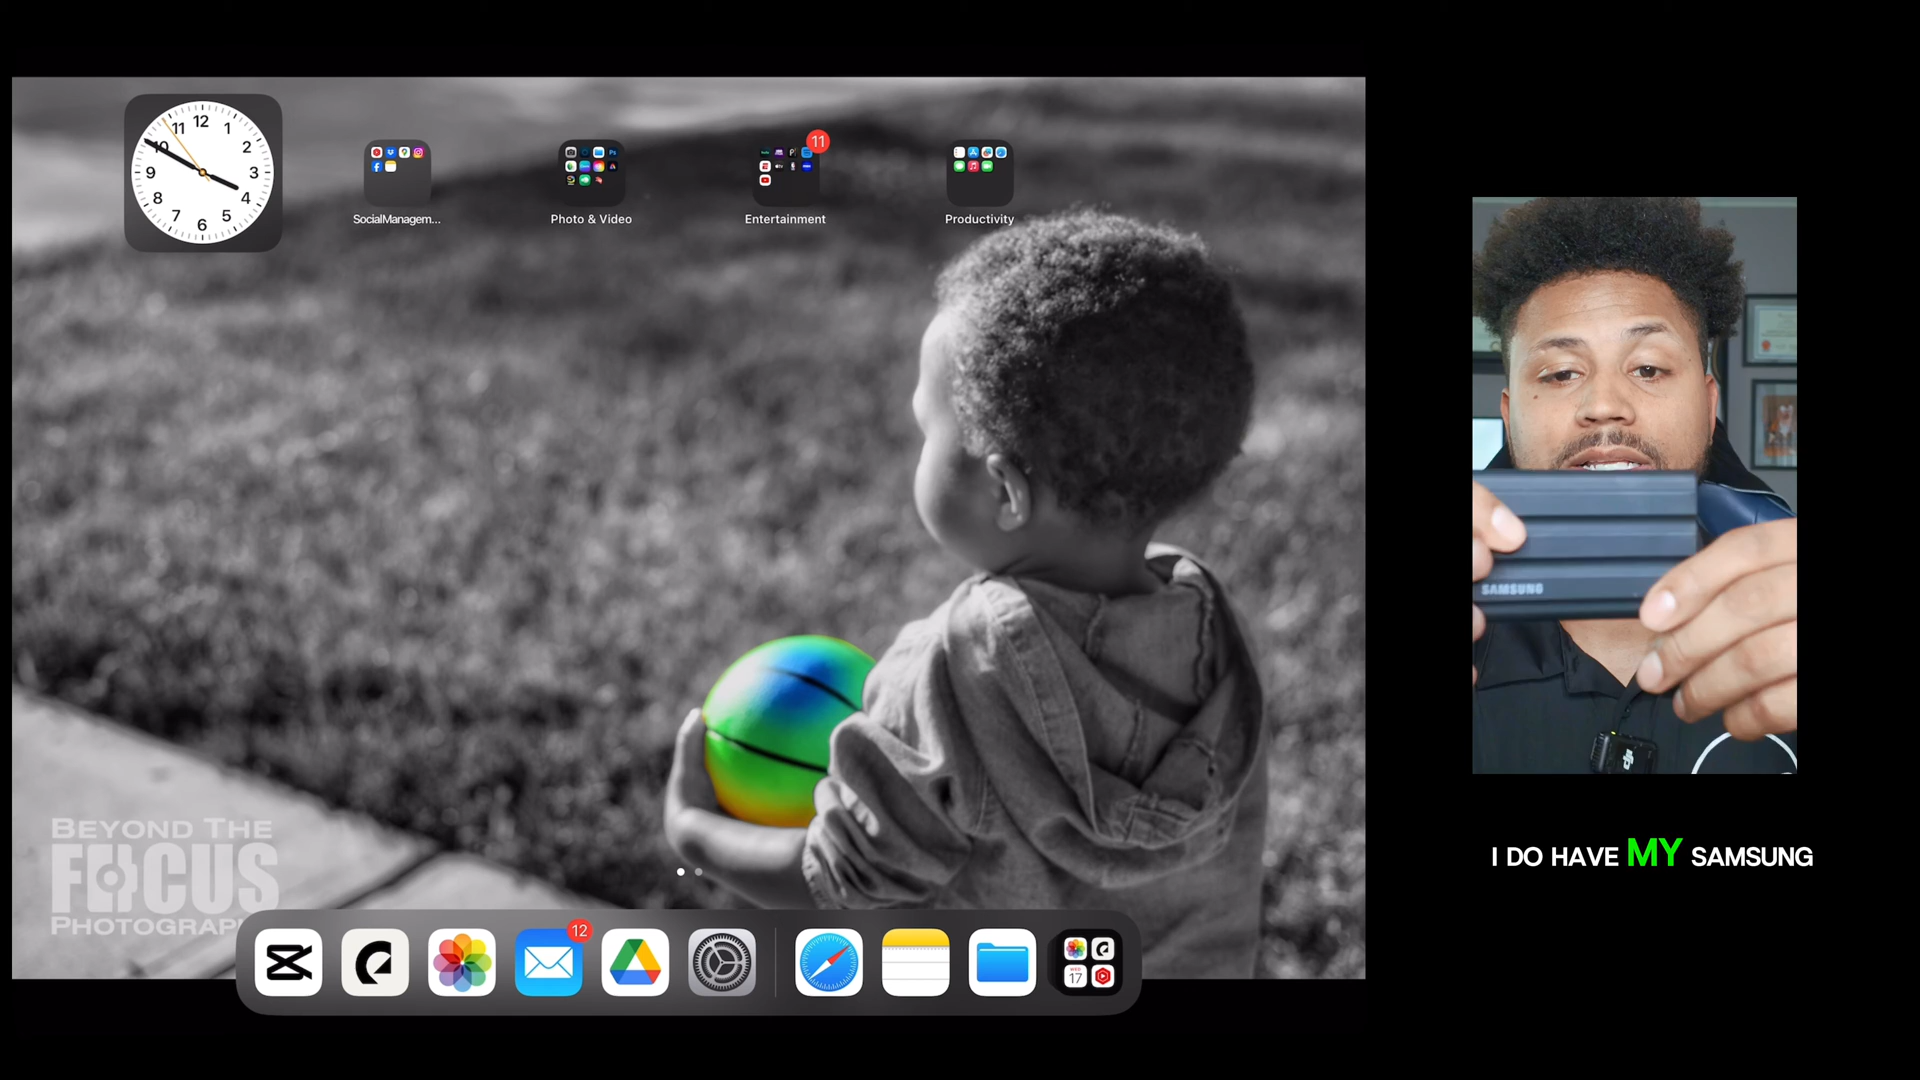 12
11
1
10
2
9
3
8
4
7
5
6
11
SocialManagem...
Photo & Video
Entertainment
Productivity
SAMSUNG
I DO HAVE MY SAMSUNG
BEYOND THE
FOCUS
PHOTOGRAPH
12
17